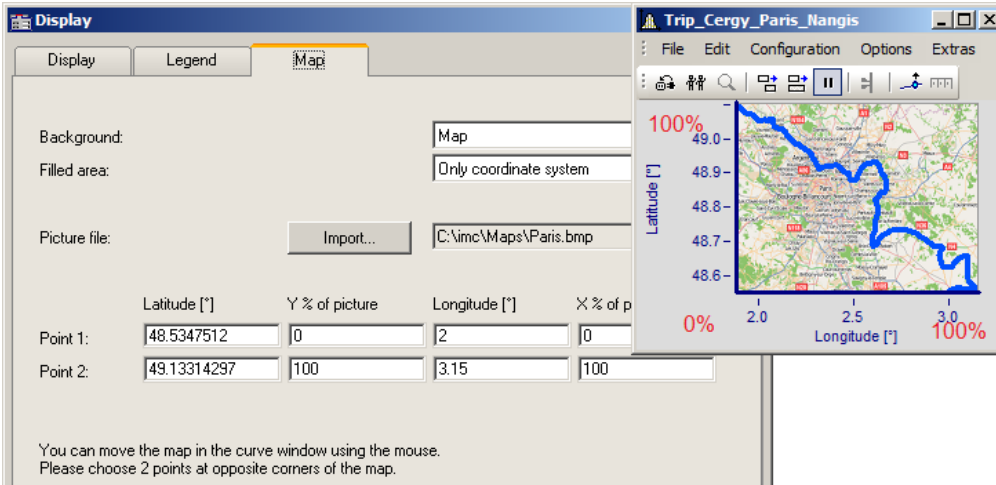 Display
Display Legend Map
Background: Map
Filled area: Only coordinate system
Picture file: Import... C:\imc\Maps\Paris.bmp
Latitude [°] Y % of picture Longitude [°] X % of p
Point 1: 48.5347512 0 2 0
Point 2: 49.13314297 100 3.15 100
You can move the map in the curve window using the mouse.
Please choose 2 points at opposite corners of the map.
Trip_Cergy_Paris_Nangis
File Edit Configuration Options Extras
100%
49.0
48.9
48.8
48.7
48.6
Latitude [°]
Paris
0%
2.0 2.5 3.0
Longitude [°]
100%